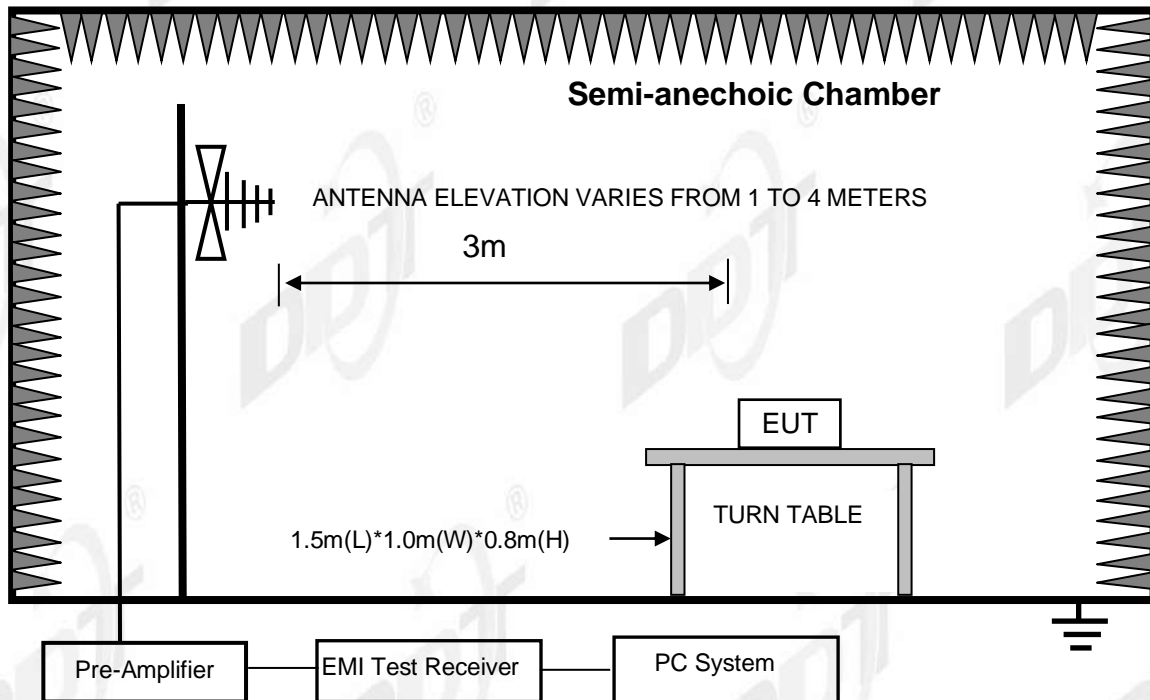 Semi-anechoic Chamber
ANTENNA ELEVATION VARIES FROM 1 TO 4 METERS
3m
EUT
TURN TABLE
1.5m(L)*1.0m(W)*0.8m(H)
Pre-Amplifier
EMI Test Receiver
PC System